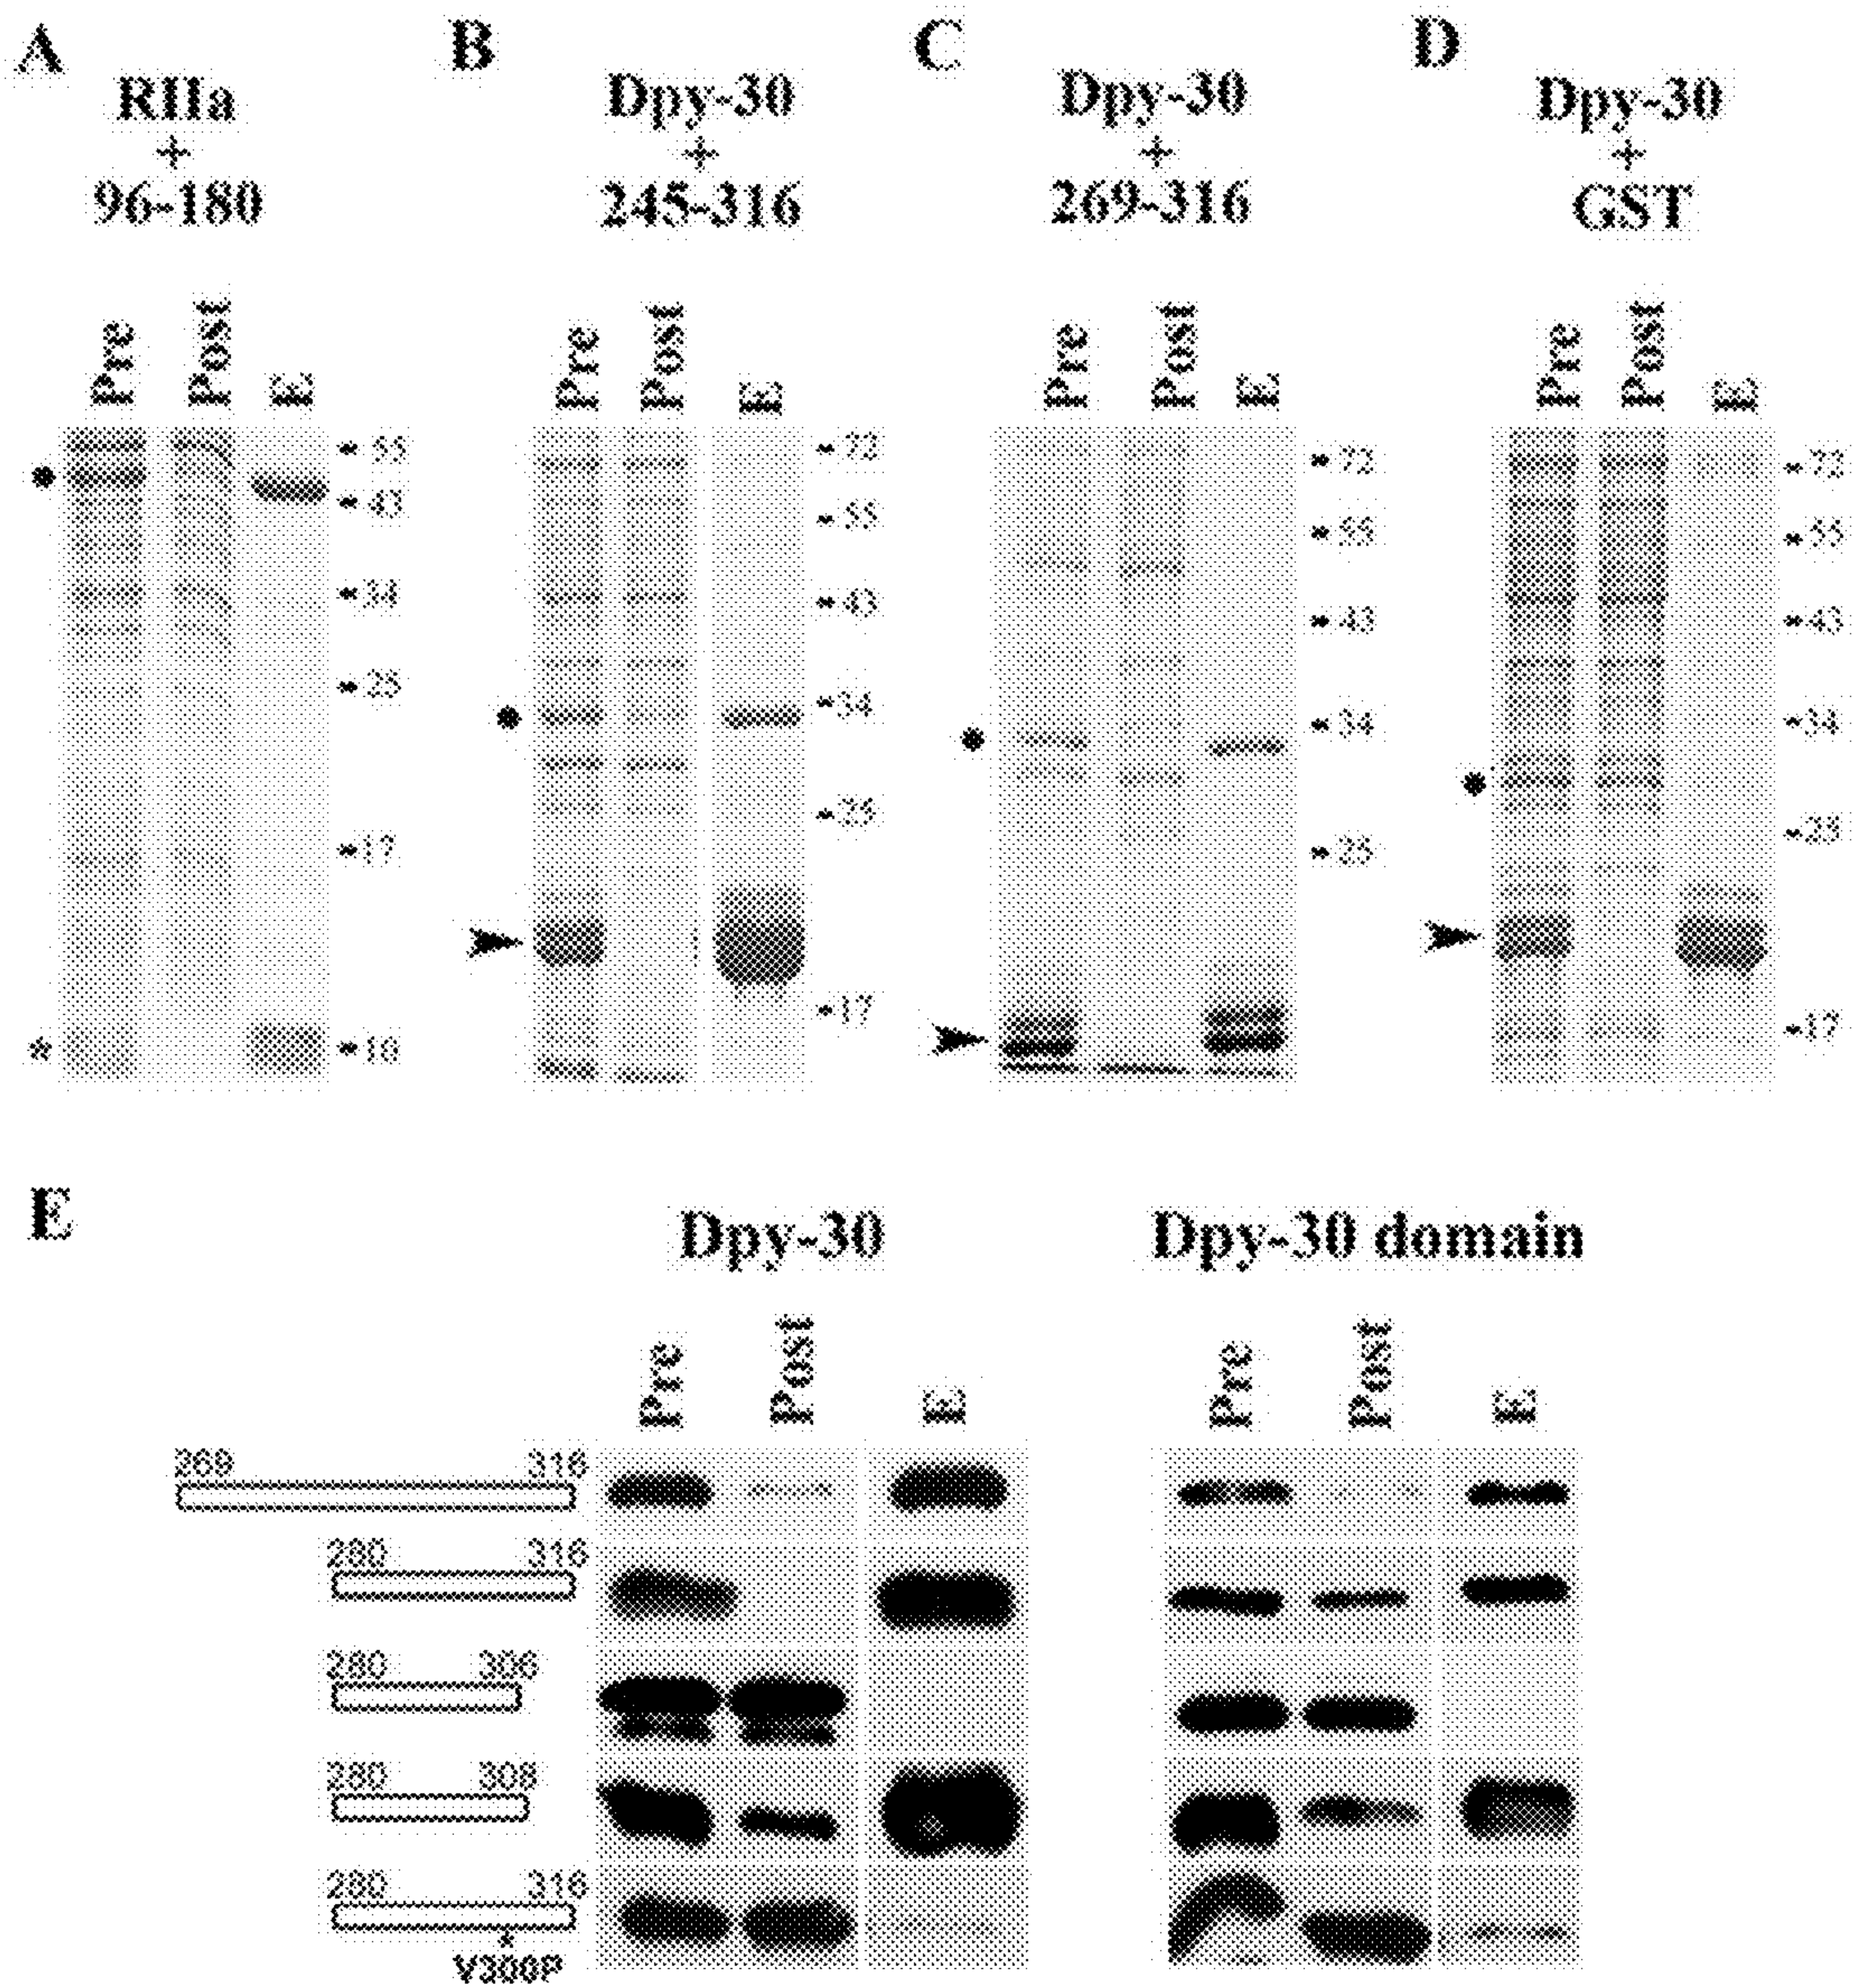 A
RIIa
+
96-180
Pre
Post
E
55
43
34
25
17
10
*
B
Dpy-30
+
245-316
Pre
Post
E
72
55
43
34
25
17
C
Dpy-30
+
269-316
Pre
Post
E
72
55
43
34
25
D
Dpy-30
+
GST
Pre
Post
E
72
55
43
34
25
17
E
Dpy-30
Dpy-30 domain
Pre
Post
E
Pre
Post
E
269 316
280 316
280 306
280 308
280 316
*
V300P